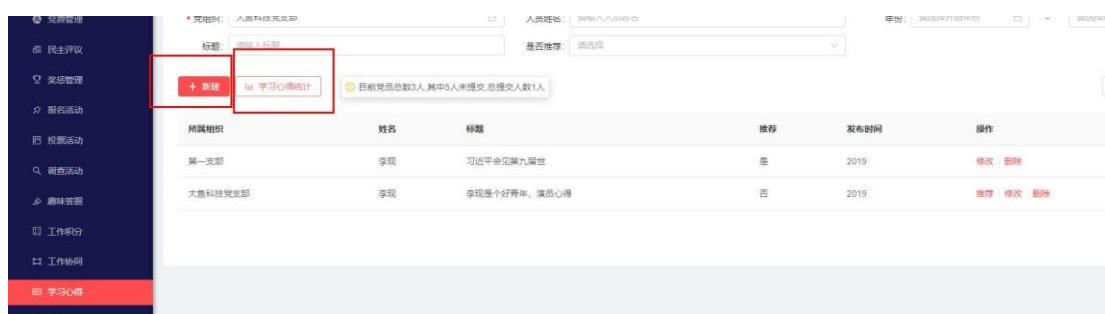 党费管理
民主评议
奖惩管理
报名活动
投票活动
调查活动
趣味答题
工作积分
工作协同
学习心得
* 党组织: 大鱼科技党支部 人员姓名: 请输入人员姓名 年份: 请选择开始年份 ~
标题: 请输入标题 是否推荐: 请选择
+ 新建 学习心得统计 目前党员总数3人,其中5人未提交,总提交人数1人
所属组织 姓名 标题 推荐 发布时间 操作
第一支部 李现 习近平会见第九届世 是 2019 修改 删除
大鱼科技党支部 李现 李现是个好青年，演员心得 否 2019 推荐 修改 删除